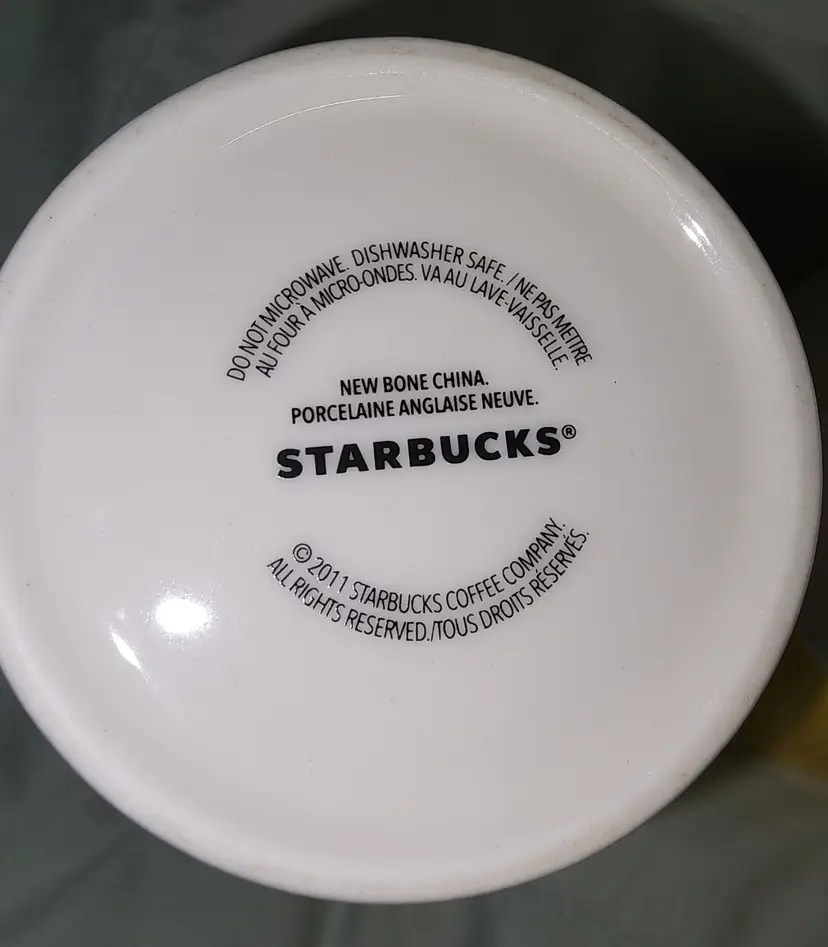 DO NOT MICROWAVE. DISHWASHER SAFE. / NE PAS METTRE
AU FOUR À MICRO-ONDES. VA AU LAVE-VAISSELLE.
NEW BONE CHINA.
PORCELAINE ANGLAISE NEUVE.
STARBUCKS®
© 2011 STARBUCKS COFFEE COMPANY.
ALL RIGHTS RESERVED./TOUS DROITS RÉSERVÉS.